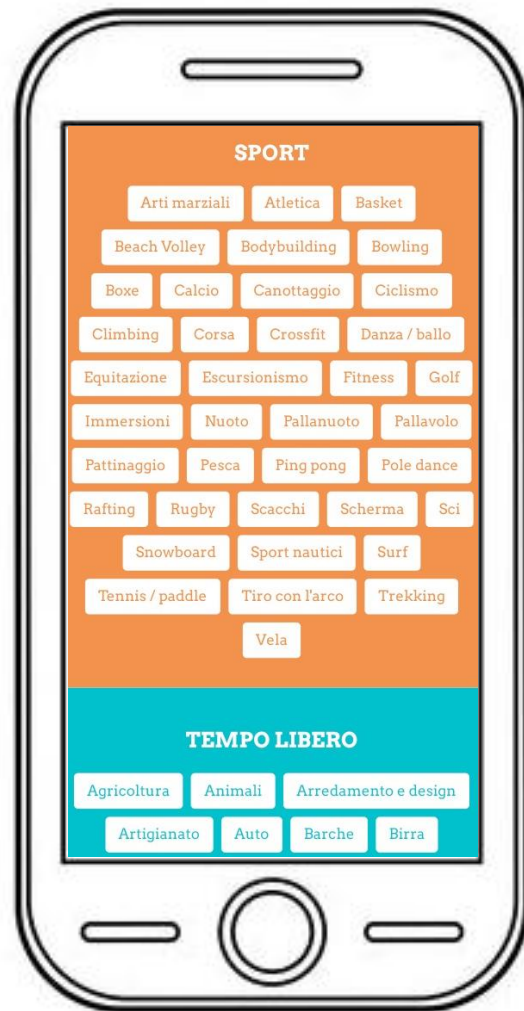 SPORT
Arti marziali Atletica Basket
Beach Volley Bodybuilding Bowling
Boxe Calcio Canottaggio Ciclismo
Climbing Corsa Crossfit Danza / ballo
Equitazione Escursionismo Fitness Golf
Immersioni Nuoto Pallanuoto Pallavolo
Pattinaggio Pesca Ping pong Pole dance
Rafting Rugby Scacchi Scherma Sci
Snowboard Sport nautici Surf
Tennis / paddle Tiro con l'arco Trekking
Vela
TEMPO LIBERO
Agricoltura Animali Arredamento e design
Artigianato Auto Barche Birra